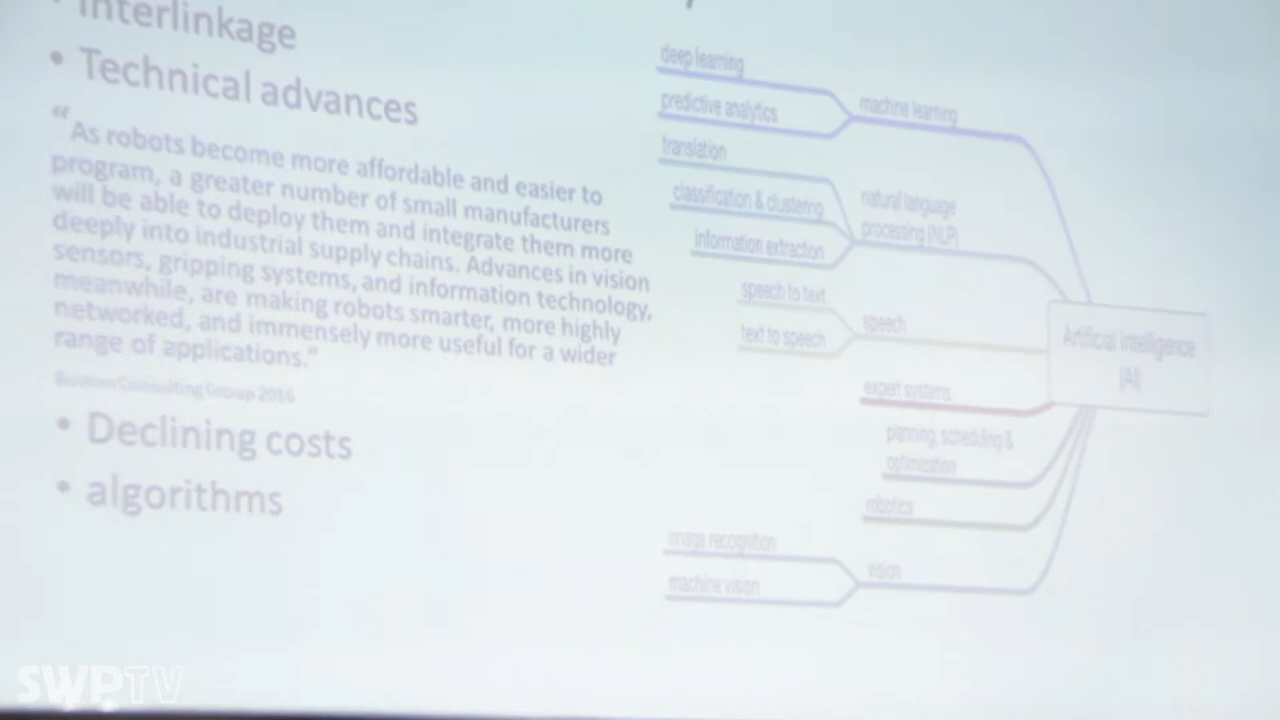 • Interlinkage
• Technical advances
“ As robots become more affordable and easier to
program, a greater number of small manufacturers
will be able to deploy them and integrate them more
deeply into industrial supply chains. Advances in vision
sensors, gripping systems, and information technology,
meanwhile, are making robots smarter, more highly
networked, and immensely more useful for a wider
range of applications.”
Boston Consulting Group 2016
• Declining costs
• algorithms
deep learning
predictive analytics
machine learning
translation
classification & clustering
information extraction
natural language
processing (NLP)
speech to text
text to speech
speech
expert systems
planning, scheduling &
optimization
robotics
image recognition
machine vision
vision
Artificial Intelligence
(AI)
SWP TV